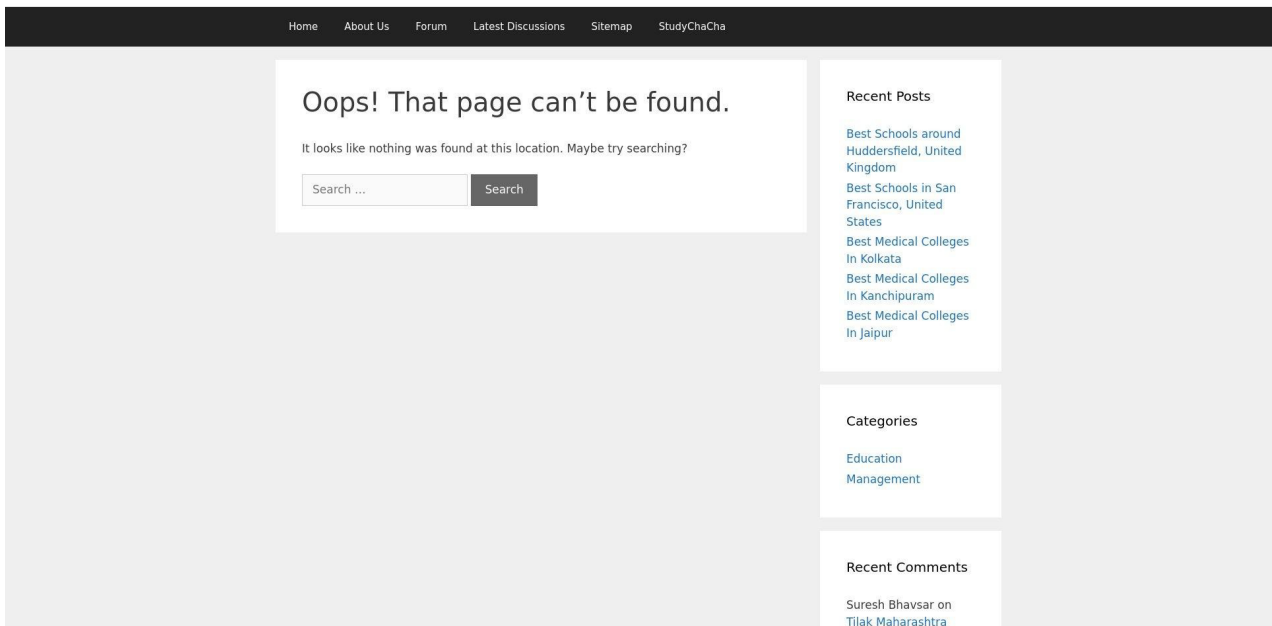 Home About Us Forum Latest Discussions Sitemap StudyChaCha
Oops! That page can’t be found.
It looks like nothing was found at this location. Maybe try searching?
Search ... Search
Recent Posts
Best Schools around
Huddersfield, United
Kingdom
Best Schools in San
Francisco, United
States
Best Medical Colleges
In Kolkata
Best Medical Colleges
In Kanchipuram
Best Medical Colleges
In Jaipur
Categories
Education
Management
Recent Comments
Suresh Bhavsar on
Tilak Maharashtra